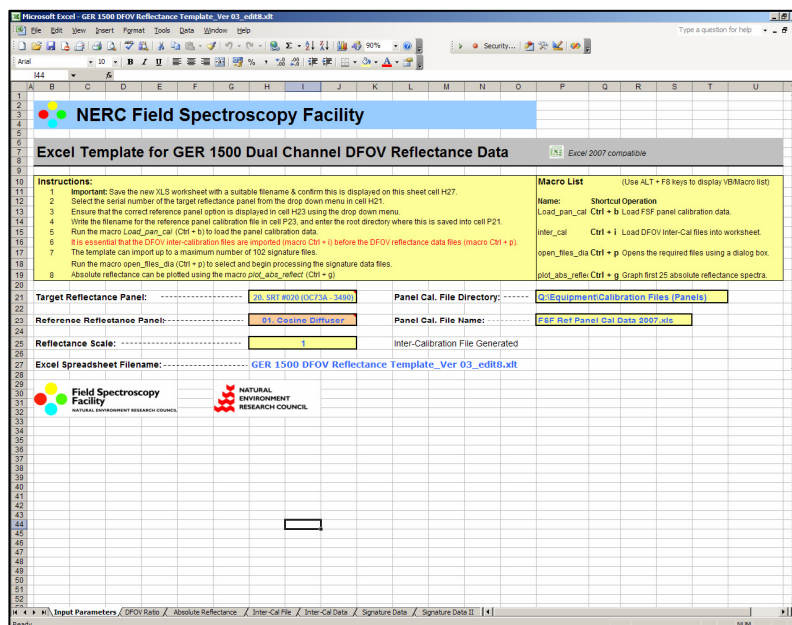 Microsoft Excel - GER 1500 DFOV Reflectance Template_Ver 03_edit8.xlt
File Edit View Insert Format Tools Data Window Help Type a question for help
90% Security...
Arial 10 B I U
I44 fx
A B C D E F G H I J K L M N O P Q R S T U
NERC Field Spectroscopy Facility
Excel Template for GER 1500 Dual Channel DFOV Reflectance Data
Excel 2007 compatible
Instructions:
1 Important: Save the new XLS worksheet with a suitable filename & confirm this is displayed on this sheet cell H27.
2 Select the serial number of the target reflectance panel from the drop down menu in cell H21.
3 Ensure that the correct reference panel option is displayed in cell H23 using the drop down menu.
4 Write the filename for the reference panel calibration file in cell P23, and enter the root directory where this is saved into cell P21.
5 Run the macro Load_pan_cal (Ctrl + b) to load the panel calibration data.
6 It is essential that the DFOV inter-calibration files are imported (macro Ctrl + i) before the DFOV reflectance data files (macro Ctrl + p).
7 The template can import up to a maximum number of 102 signature files.
Run the macro open_files_dia (Ctrl + p) to select and begin processing the signature data files.
8 Absolute reflectance can be plotted using the macro plot_abs_reflect (Ctrl + g)
Macro List (Use ALT + F8 keys to display VB/Macro list)
Name: Shortcut Operation
Load_pan_cal Ctrl + b Load FSF panel calibration data.
inter_cal Ctrl + i Load DFOV Inter-Cal files into worksheet.
open_files_dia Ctrl + p Opens the required files using a dialog box.
plot_abs_reflec Ctrl + g Graph first 25 absolute reflectance spectra.
Target Reflectance Panel: 20. SRT #020 (OC73A - 3490) Panel Cal. File Directory: Q:\Equipment\Calibration Files (Panels)
Reference Reflectance Panel: 01. Cosine Diffuser Panel Cal. File Name: FSF Ref Panel Cal Data 2007.xls
Reflectance Scale: 1 Inter-Calibration File Generated
Excel Spreadsheet Filename: GER 1500 DFOV Reflectance Template_Ver 03_edit8.xlt
Field Spectroscopy
Facility
NATURAL ENVIRONMENT RESEARCH COUNCIL
NATURAL
ENVIRONMENT
RESEARCH COUNCIL
Input Parameters / DFOV Ratio / Absolute Reflectance / Inter-Cal File / Inter-Cal Data / Signature Data / Signature Data II
Ready NUM